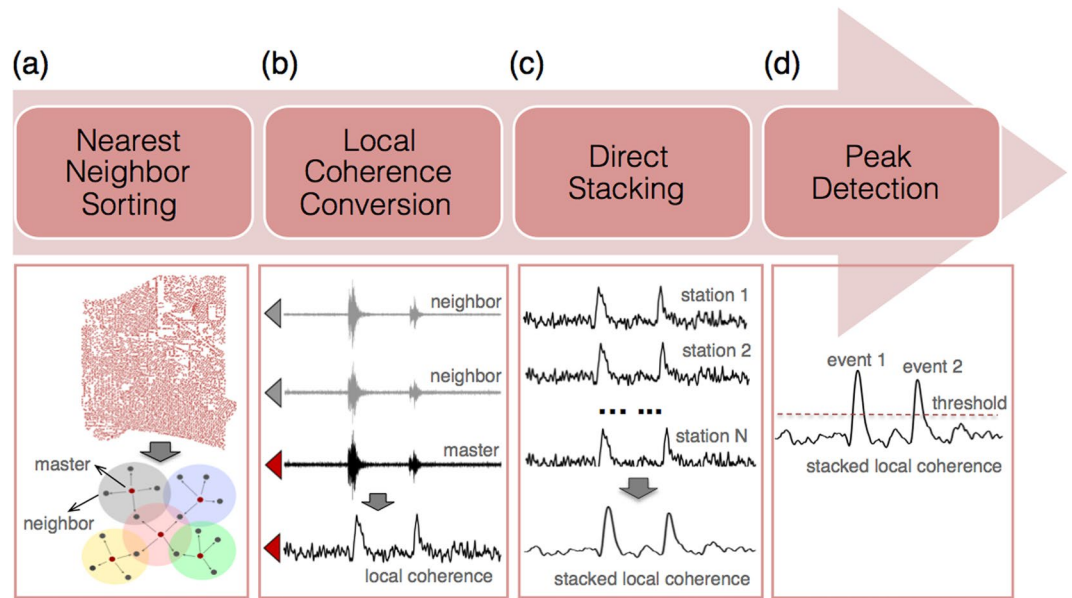 (a)
(b)
(c)
(d)
Nearest
Neighbor
Sorting
Local
Coherence
Conversion
Direct
Stacking
Peak
Detection
master
neighbor
neighbor
neighbor
master
local coherence
station 1
station 2
... ...
station N
stacked local coherence
event 1
event 2
threshold
stacked local coherence